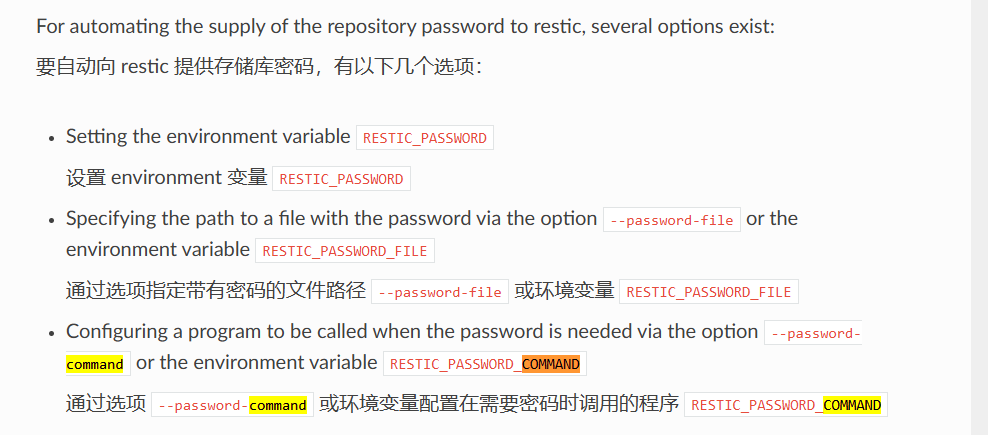 For automating the supply of the repository password to restic, several options exist:
要自动向 restic 提供存储库密码，有以下几个选项：
• Setting the environment variable RESTIC_PASSWORD
设置 environment 变量 RESTIC_PASSWORD
• Specifying the path to a file with the password via the option --password-file or the
environment variable RESTIC_PASSWORD_FILE
通过选项指定带有密码的文件路径 --password-file 或环境变量 RESTIC_PASSWORD_FILE
• Configuring a program to be called when the password is needed via the option --password-
command or the environment variable RESTIC_PASSWORD_COMMAND
通过选项 --password-command 或环境变量配置在需要密码时调用的程序 RESTIC_PASSWORD_COMMAND